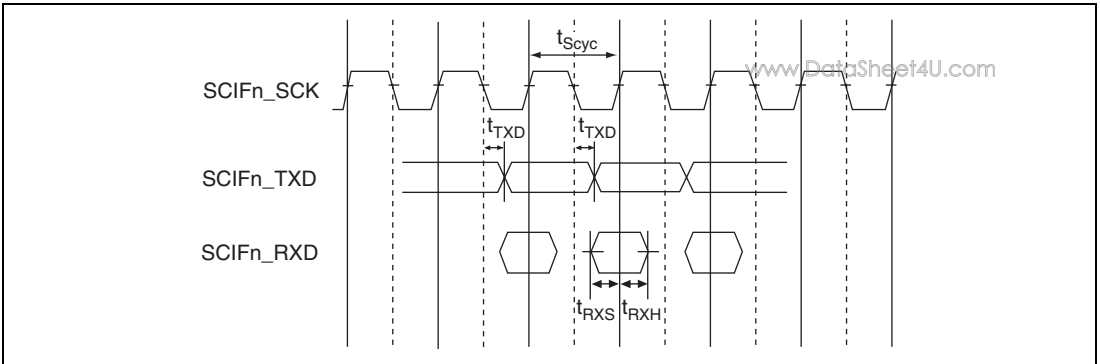 tScyc
www.DataSheet4U.com
SCIFn_SCK
tTXD tTXD
SCIFn_TXD
SCIFn_RXD
tRXS tRXH